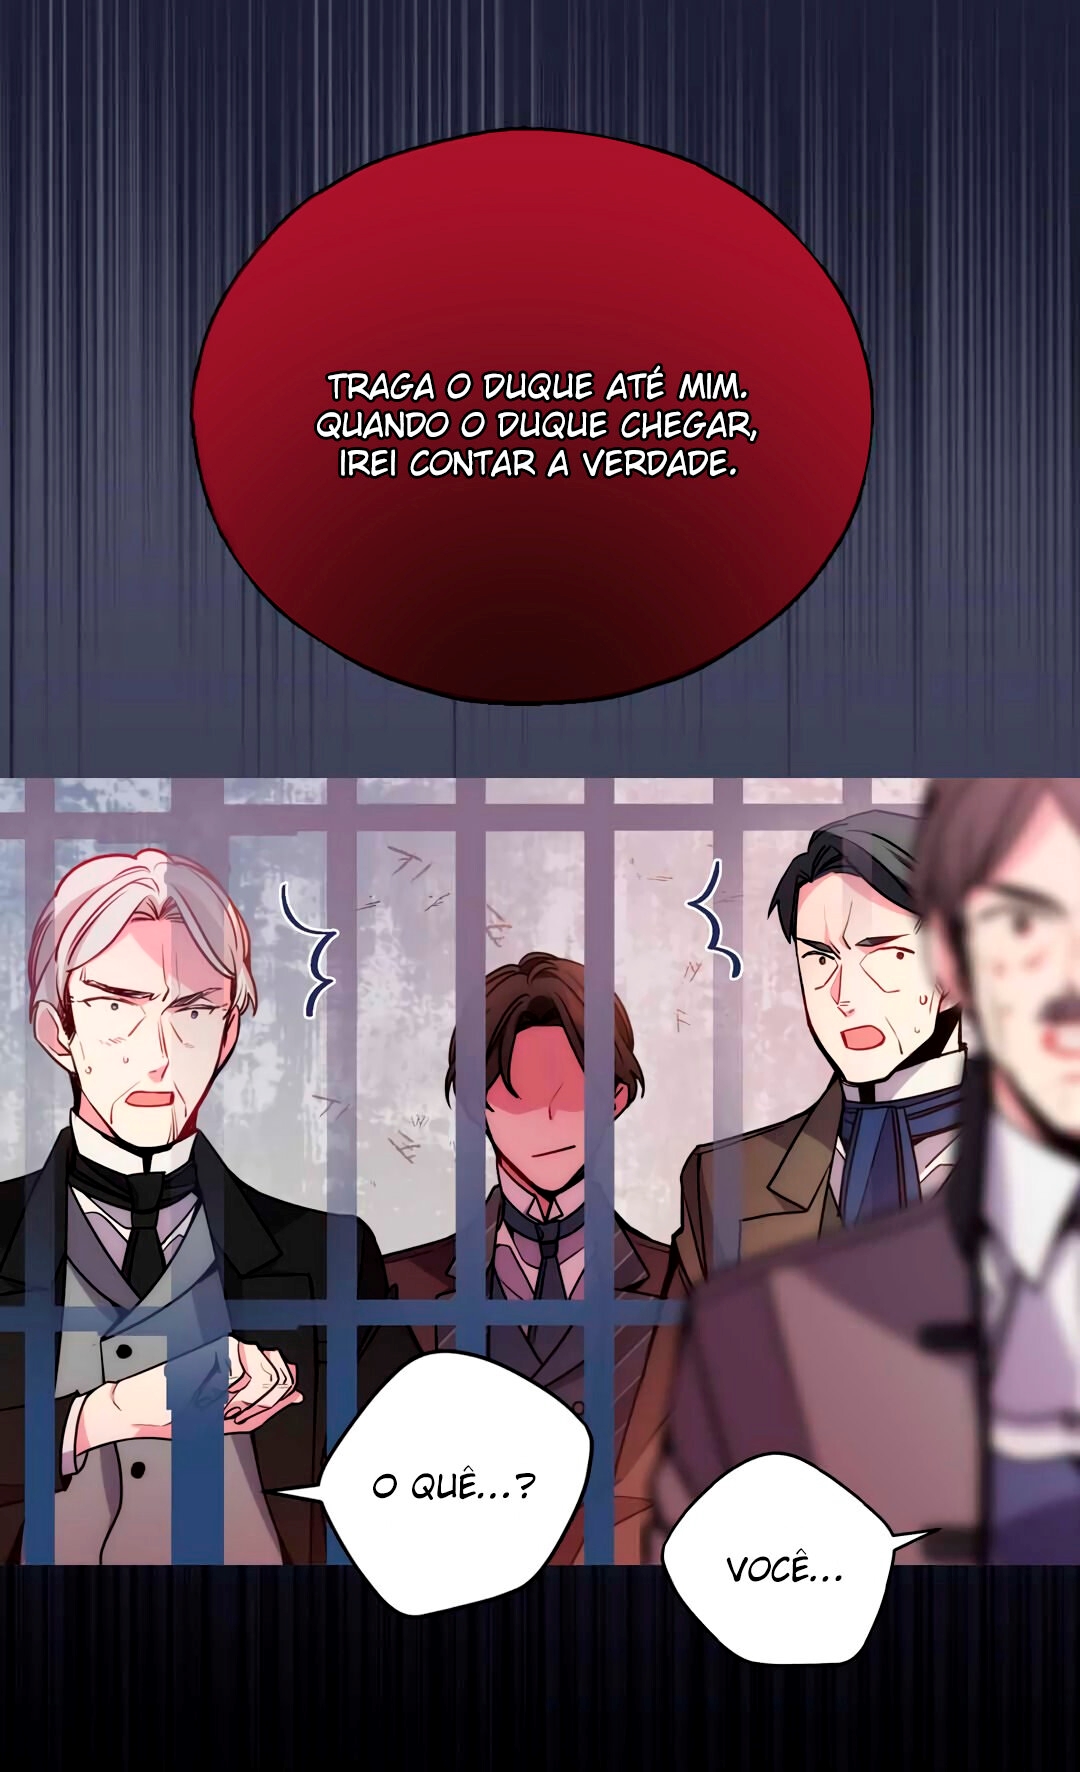 TRAGA O DUQUE ATÉ MIM.
QUANDO O DUQUE CHEGAR,
IREI CONTAR A VERDADE.
O QUÊ...?
VOCÊ...